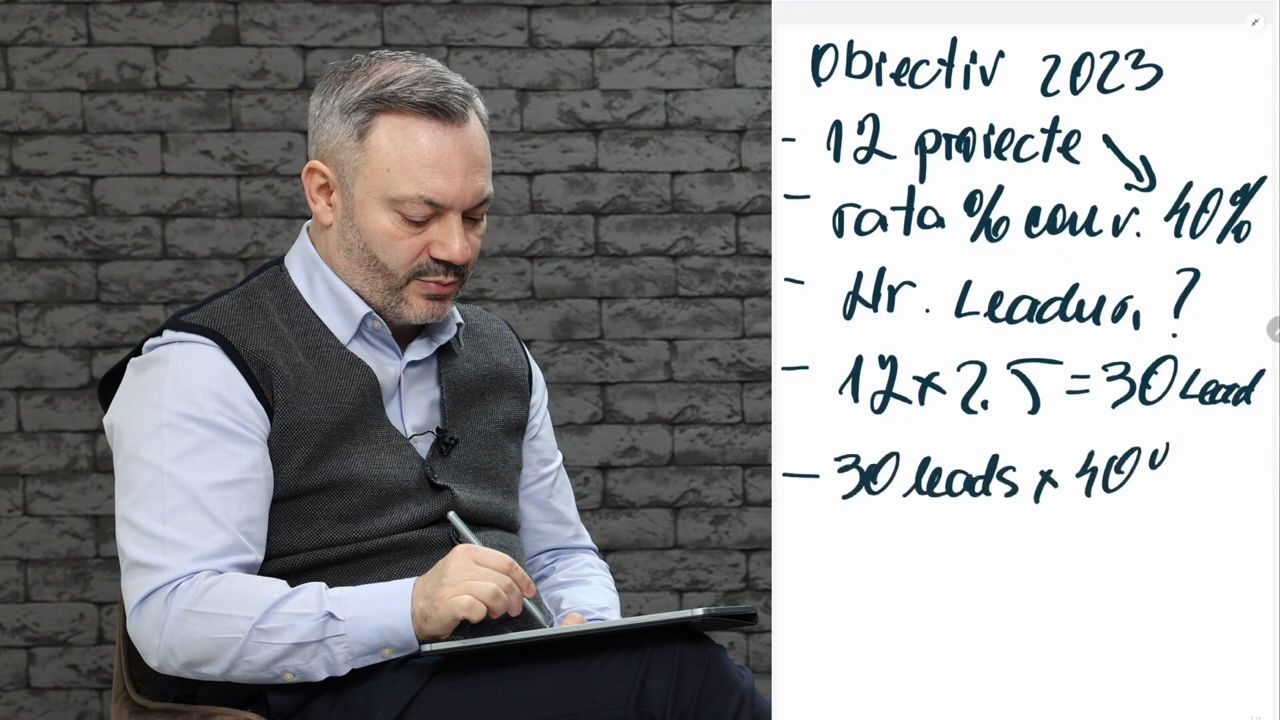 Obiectiv 2023
- 12 proiecte ↘
- rata % conv. 40%
- Nr. Leaduri ?
- 12 x 2.5 = 30 Lead
- 30 leads x 40